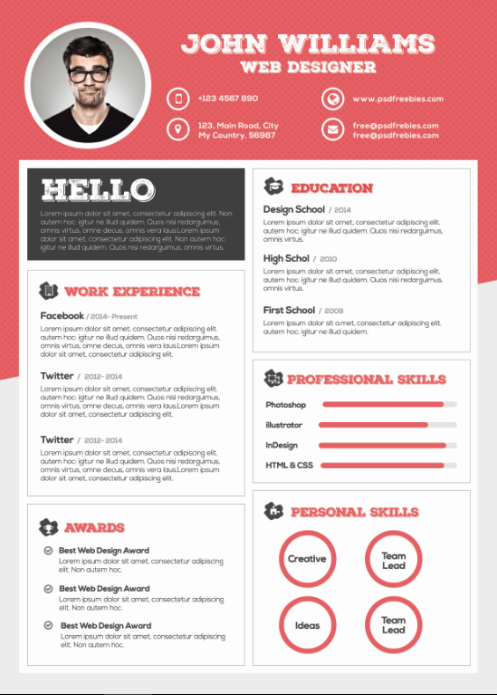 JOHN WILLIAMS
WEB DESIGNER
+123 4567 890
www.psdfreebies.com
123, Main Road, City
My Country, 56987
free@psdfrebies.com
free@psdfrebies.com
HELLO
Lorem ipsum dolor sit amet, consectetur adipiscing elit. Non
autem hoc: igitur ne illud quidem. Quos nisi redarguimus,
omnis virtus, omne decus, omnis vera laus.Lorem ipsum
dolor sit amet, consectetur adipiscing elit. Non autem hoc:
igitur ne illud quidem. Quos nisi redarguimus, omnis virtus.
WORK EXPERIENCE
Facebook / 2014- Present
Lorem ipsum dolor sit amet, consectetur adipiscing elit. Non
autem hoc: igitur ne illud quidem. Quos nisi redarguimus,
omnis virtus, omne decus, omnis vera laus.Lorem ipsum
dolor sit amet, consectetur adipiscing elit.
Twitter / 2012- 2014
Lorem ipsum dolor sit amet, consectetur adipiscing elit. Non
autem hoc: igitur ne illud quidem. Quos nisi redarguimus,
omnis virtus, omne decus, omnis vera laus.Lorem ipsum
dolor sit amet, consectetur adipiscing elit.
Twitter / 2012- 2014
Lorem ipsum dolor sit amet, consectetur adipiscing elit. Non
autem hoc: igitur ne illud quidem. Quos nisi redarguimus,
omnis virtus, omne decus, omnis vera laus.Lorem ipsum
dolor sit amet, consectetur adipiscing elit.
AWARDS
Best Web Design Award
Lorem ipsum dolor sit amet, consectetur adipiscing
elit. Non autem hoc.
Best Web Design Award
Lorem ipsum dolor sit amet, consectetur adipiscing
elit. Non autem hoc.
Best Web Design Award
Lorem ipsum dolor sit amet, consectetur adipiscing
elit. Non autem hoc.
EDUCATION
Design School / 2014
Lorem ipsum dolor sit amet, consectetur adipiscing elit. Non
autem hoc: igitur ne illud quidem. Quos nisi redarguimus,
omnis virtus.
High Schol / 2010
Lorem ipsum dolor sit amet, consectetur adipiscing elit. Non
autem hoc: igitur ne illud quidem. Quos nisi redarguimus,
omnis virtus.
First School / 2009
Lorem ipsum dolor sit amet, consectetur adipiscing elit. Non
autem hoc: igitur ne illud quidem.
PROFESSIONAL SKILLS
Photoshop
illustrator
InDesign
HTML & CSS
PERSONAL SKILLS
Creative
Team
Lead
Ideas
Team
Lead